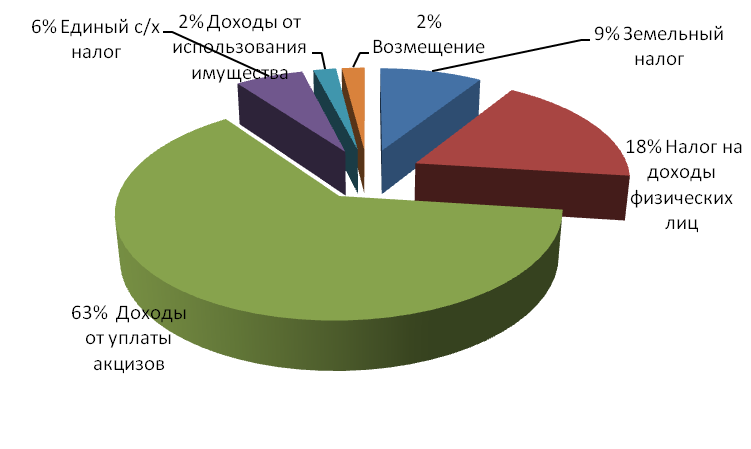 6% Единый с/х
налог
2% Доходы от
использования
имущества
2%
Возмещение
9% Земельный
налог
18% Налог на
доходы
физических
лиц
63% Доходы
от уплаты
акцизов